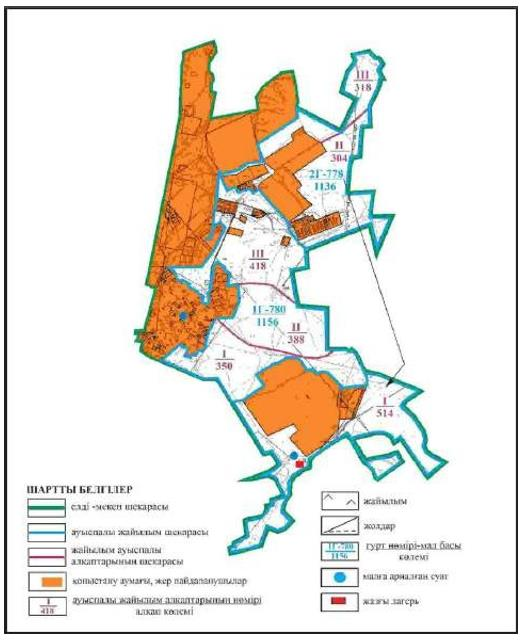 III
318
II
304
2Г-778
1136
III
418
1Г-780
1156
II
388
I
350
I
514
ШАРТТЫ БЕЛГІЛЕР
елді -мекен шекарасы
ауыспалы жайылым шекарасы
жайылым ауыспалы
алқаптарының шекарасы
қоныстану аумағы, жер пайдаланушылар
I
418
ауыспалы жайылым алқаптарының нөмірі
алқап көлемі
жайылым
жолдар
1Г-780
1156
гурт нөмірі-мал басы
көлемі
малға арналған суат
жазғы лагерь